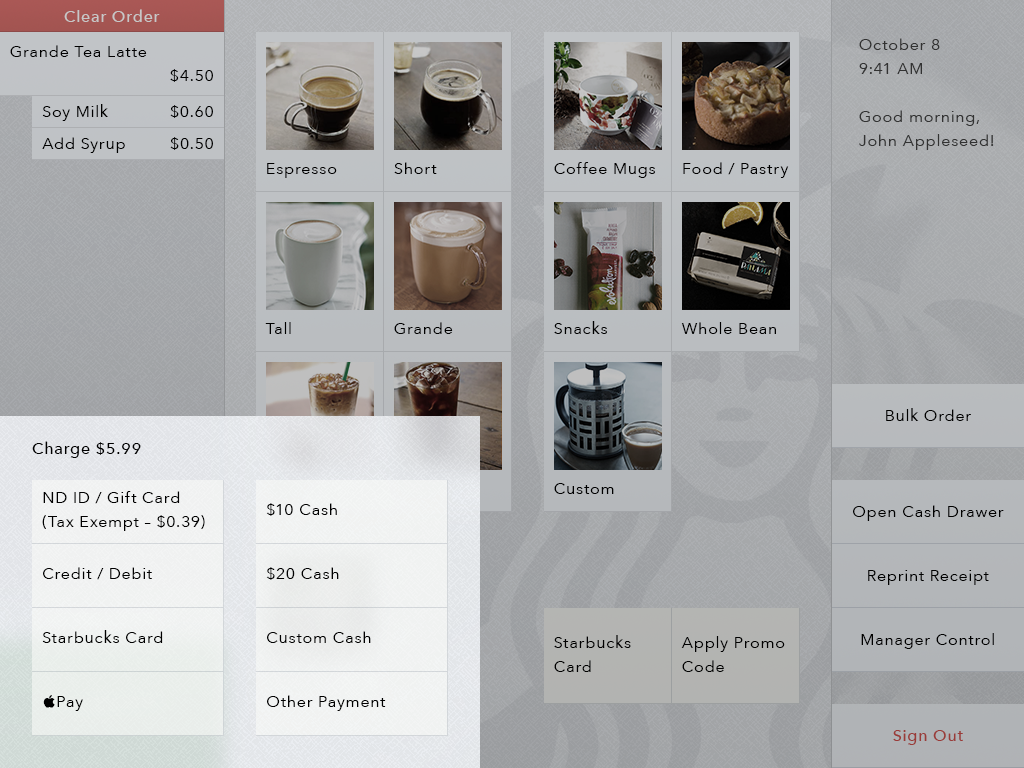 Clear Order
Grande Tea Latte
$4.50
Soy Milk $0.60
Add Syrup $0.50
Espresso
Short
Tall
Grande
Coffee Mugs
Food / Pastry
evolution
Snacks
Whole Bean
Custom
Starbucks
Card
Apply Promo
Code
October 8
9:41 AM
Good morning,
John Appleseed!
Bulk Order
Open Cash Drawer
Reprint Receipt
Manager Control
Sign Out
Charge $5.99
ND ID / Gift Card
(Tax Exempt – $0.39)
$10 Cash
Credit / Debit
$20 Cash
Starbucks Card
Custom Cash
Pay
Other Payment